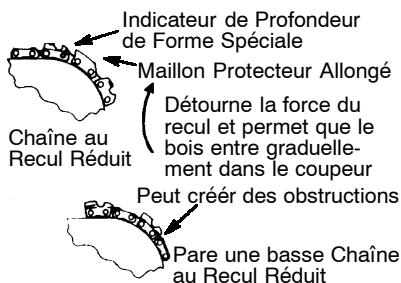 Indicateur de Profondeur
de Forme Spéciale
Maillon Protecteur Allongé
Détourne la force du
recul et permet que le
bois entre graduelle-
ment dans le coupeur
Chaîne au
Recul Réduit
Peut créér des obstructions
Pare une basse Chaîne
au Recul Réduit